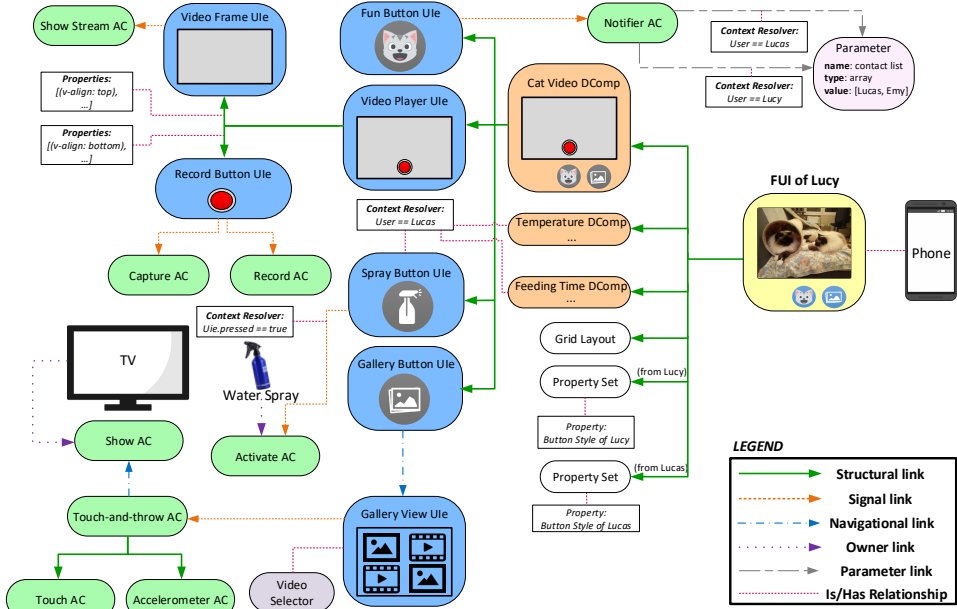 Show Stream AC
Video Frame UIe
Fun Button UIe
Notifier AC
Context Resolver:
User == Lucas
Parameter
name: contact list
type: array
value: [Lucas, Emy]
Context Resolver:
User == Lucy
Properties:
[(v-align: top),
…]
Properties:
[(v-align: bottom),
…]
Video Player UIe
Cat Video DComp
Record Button UIe
FUI of Lucy
Phone
Context Resolver:
User == Lucas
Temperature DComp
...
Capture AC
Record AC
Spray Button UIe
Feeding Time DComp
...
Context Resolver:
Uie.pressed == true
Grid Layout
TV
Water Spray
Gallery Button UIe
(from Lucy)
Property Set
Property:
Button Style of Lucy
Show AC
Activate AC
(from Lucas)
Property Set
Property:
Button Style of Lucas
Touch-and-throw AC
Gallery View UIe
Touch AC
Accelerometer AC
Video
Selector
LEGEND
Structural link
Signal link
Navigational link
Owner link
Parameter link
Is/Has Relationship